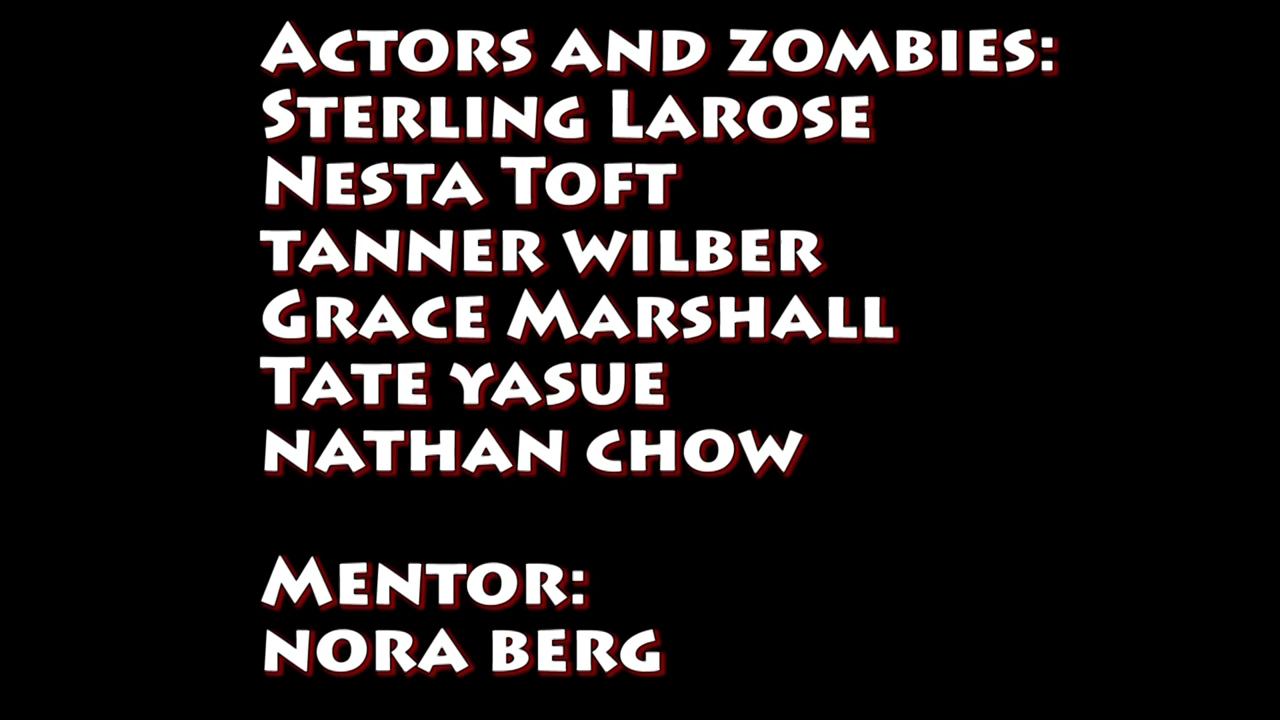 Actors and zombies:
Sterling Larose
Nesta Toft
tanner wilber
Grace Marshall
Tate yasue
nathan chow
Mentor:
nora berg